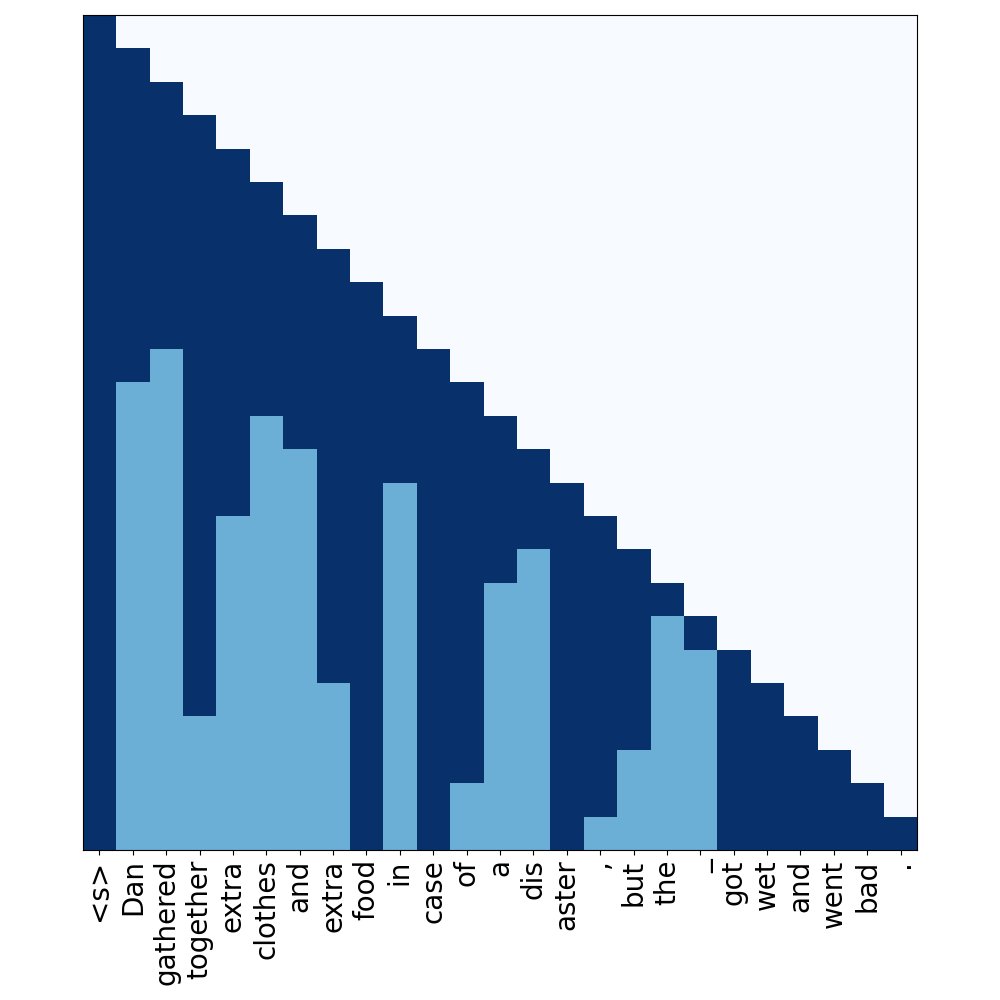 <s> Dan gathered together extra clothes and extra food in case of a dis aster , but the _ got wet and went bad .